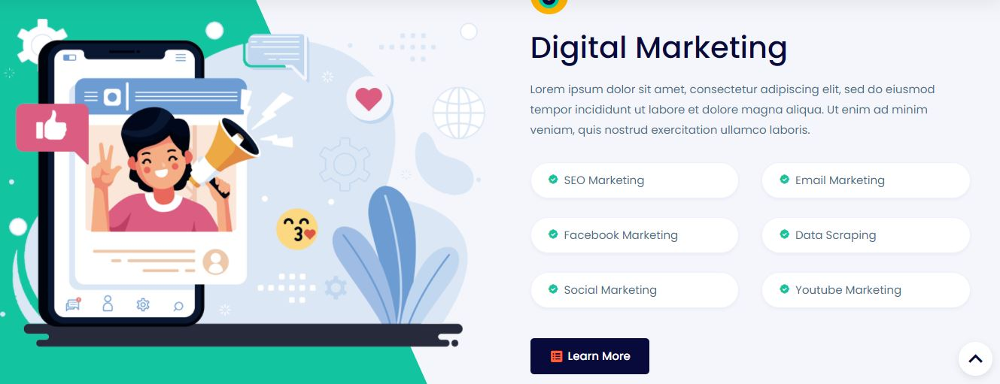 Digital Marketing
Lorem ipsum dolor sit amet, consectetur adipiscing elit, sed do eiusmod
tempor incididunt ut labore et dolore magna aliqua. Ut enim ad minim
veniam, quis nostrud exercitation ullamco laboris.
SEO Marketing
Email Marketing
Facebook Marketing
Data Scraping
Social Marketing
Youtube Marketing
Learn More